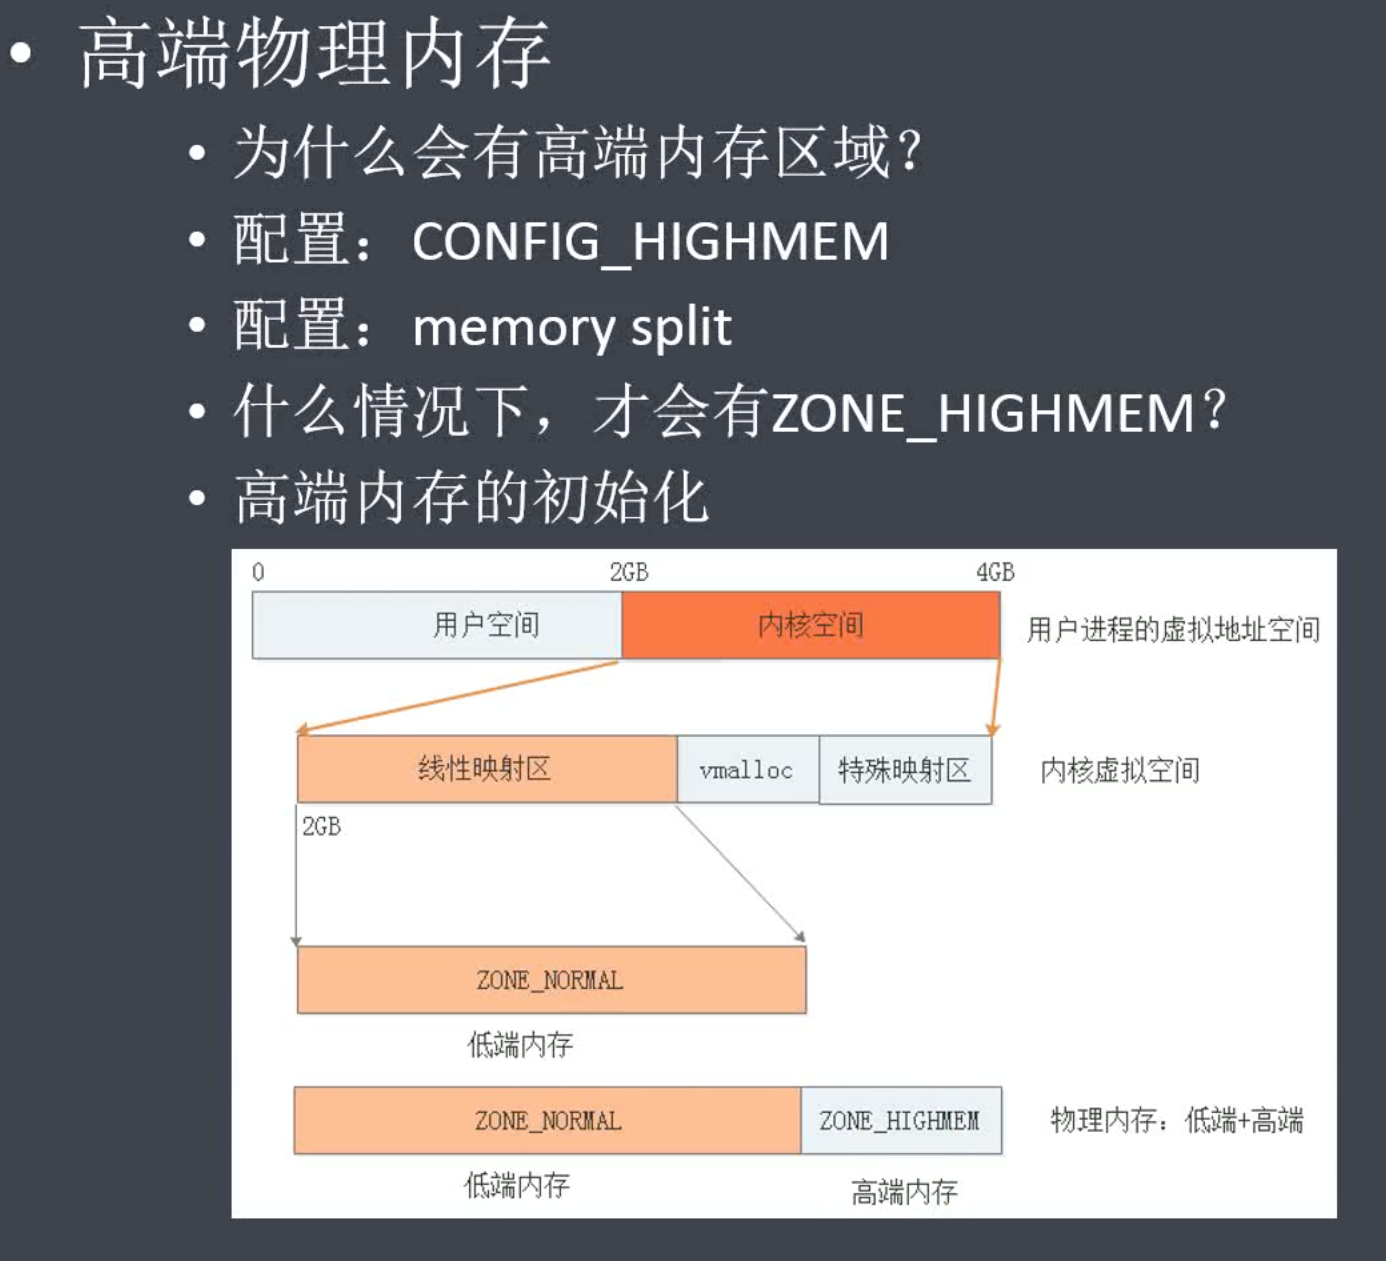 • 高端物理内存
• 为什么会有高端内存区域？
• 配置：CONFIG_HIGHMEM
• 配置：memory split
• 什么情况下，才会有ZONE_HIGHMEM？
• 高端内存的初始化
0 2GB 4GB
用户空间 内核空间 用户进程的虚拟地址空间
线性映射区 vmalloc 特殊映射区 内核虚拟空间
2GB
ZONE_NORMAL
低端内存
ZONE_NORMAL ZONE_HIGHMEM 物理内存：低端+高端
低端内存 高端内存